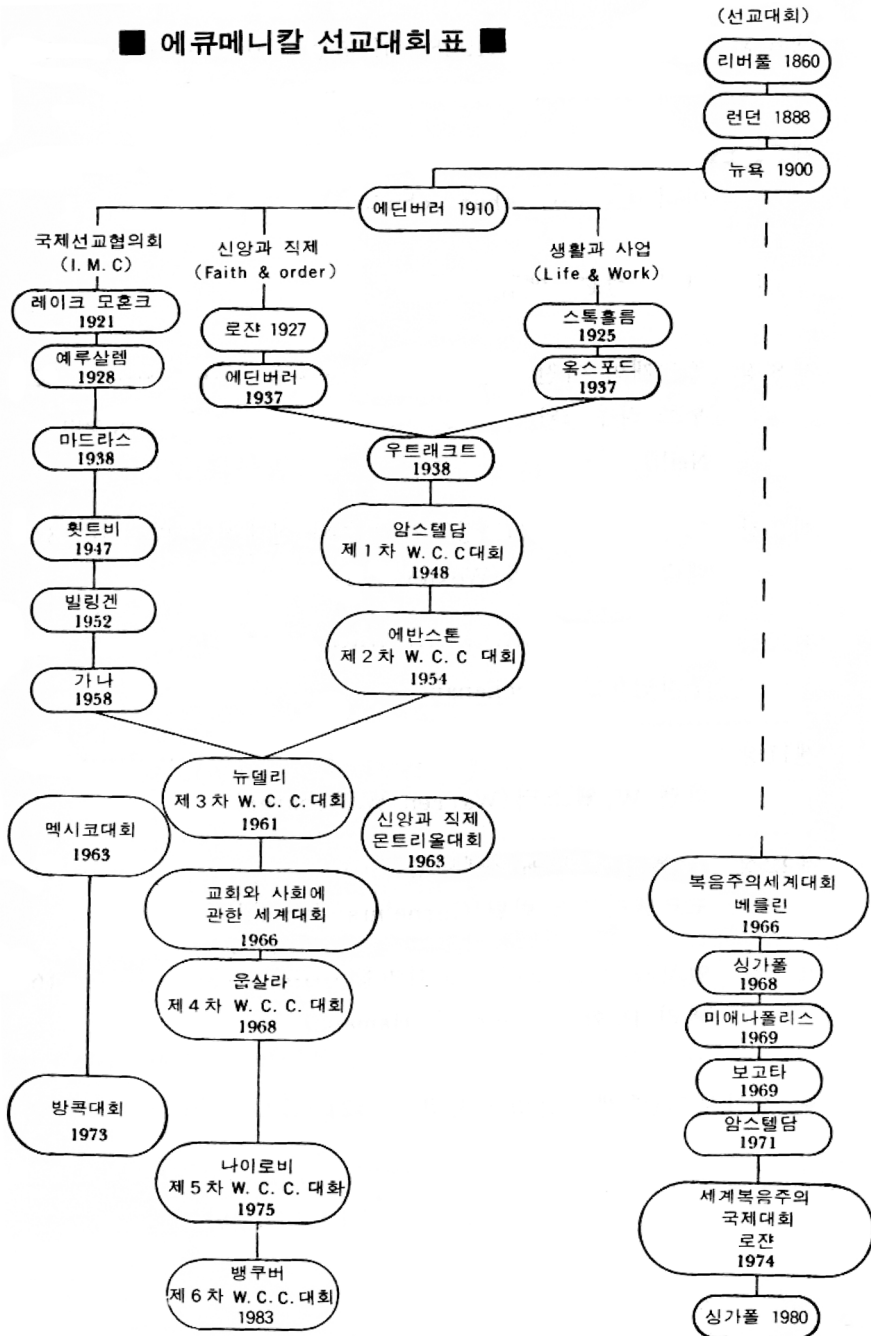 ■ 에큐메니칼 선교대회표 ■
(선교대회)
리버풀 1860
런던 1888
뉴욕 1900
에딘버러 1910
국제선교협의회
(I. M. C)
레이크 모혼크
1921
예루살렘
1928
마드라스
1938
휫트비
1947
빌링겐
1952
가나
1958
신앙과 직제
(Faith & order)
로쟌 1927
에딘버러
1937
생활과 사업
(Life & Work)
스톡홀름
1925
옥스포드
1937
우트래크트
1938
암스텔담
제1차 W. C. C 대회
1948
에반스톤
제2차 W. C. C 대회
1954
뉴델리
제3차 W. C. C. 대회
1961
멕시코대회
1963
신앙과 직제
몬트리올대회
1963
교회와 사회에
관한 세계대회
1966
웁살라
제4차 W. C. C. 대회
1968
방콕대회
1973
나이로비
제5차 W. C. C. 대화
1975
뱅쿠버
제6차 W. C. C. 대회
1983
복음주의세계대회
베를린
1966
싱가폴
1968
미애나폴리스
1969
보고타
1969
암스텔담
1971
세계복음주의
국제대회
로쟌
1974
싱가폴 1980